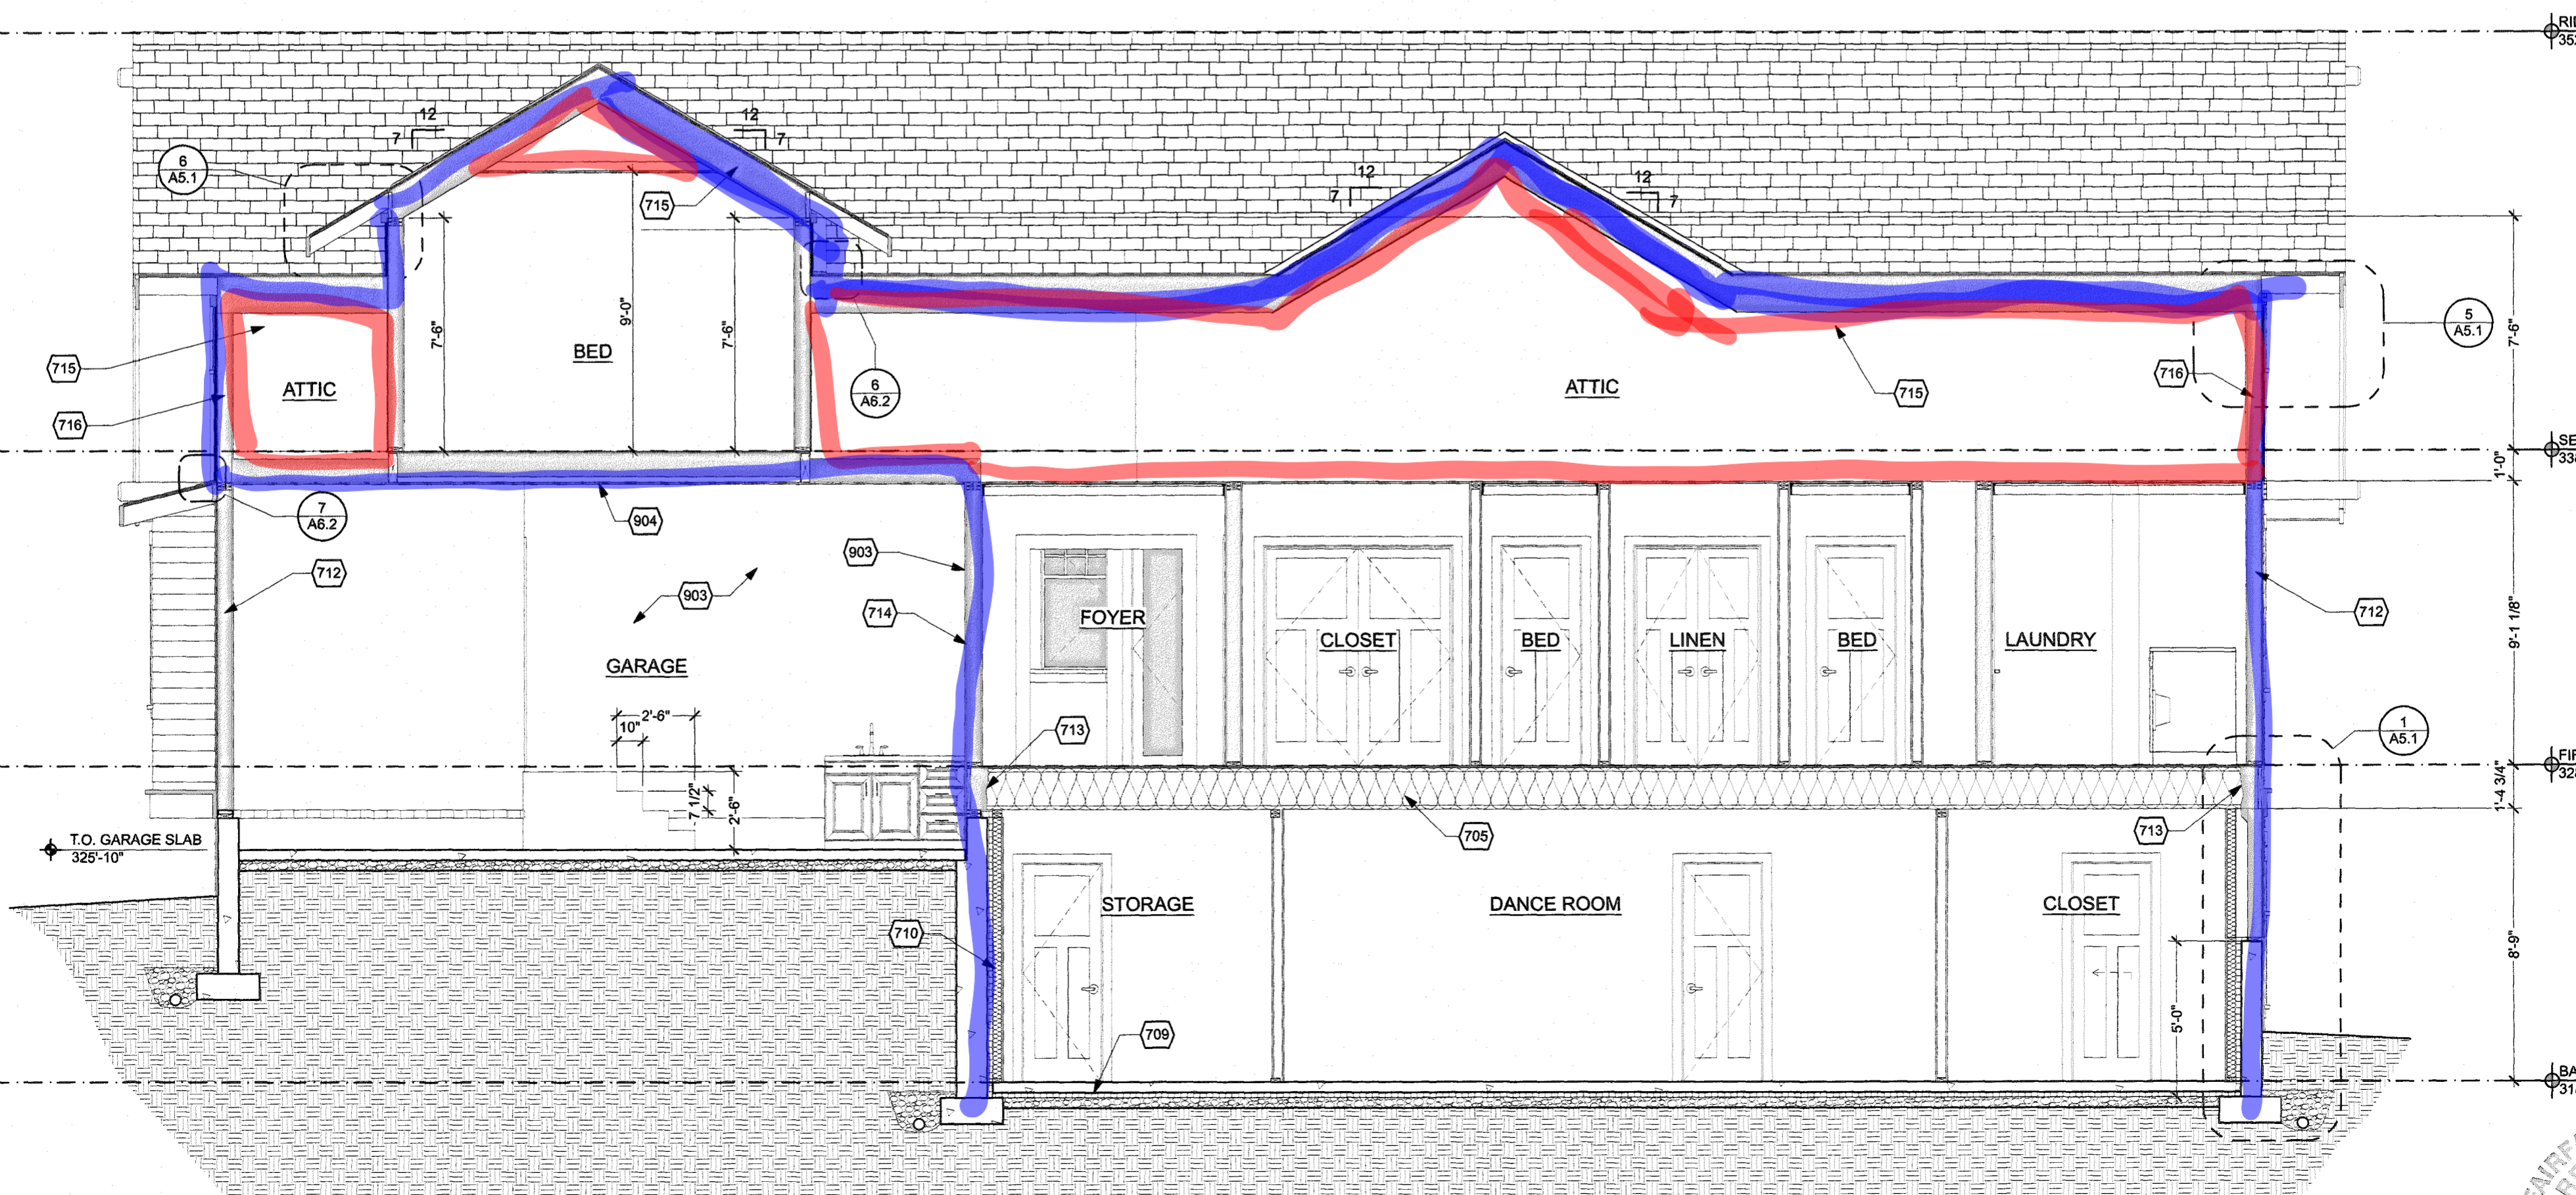 12
7
12
7
6
A5.1
715
12
7
12
7
7'-6"
9'-0"
7'-6"
BED
ATTIC
715
716
6
A6.2
ATTIC
715
716
5
A5.1
7'-6"
1'-0"
7
A6.2
904
712
903
903
714
GARAGE
FOYER
CLOSET
BED
LINEN
BED
LAUNDRY
712
9'-1 1/8"
2'-6"
10"
7 1/2"
2'-6"
713
705
713
1
A5.1
1'-4 3/4"
T.O. GARAGE SLAB
325'-10"
710
STORAGE
DANCE ROOM
CLOSET
709
5'-0"
8'-9"